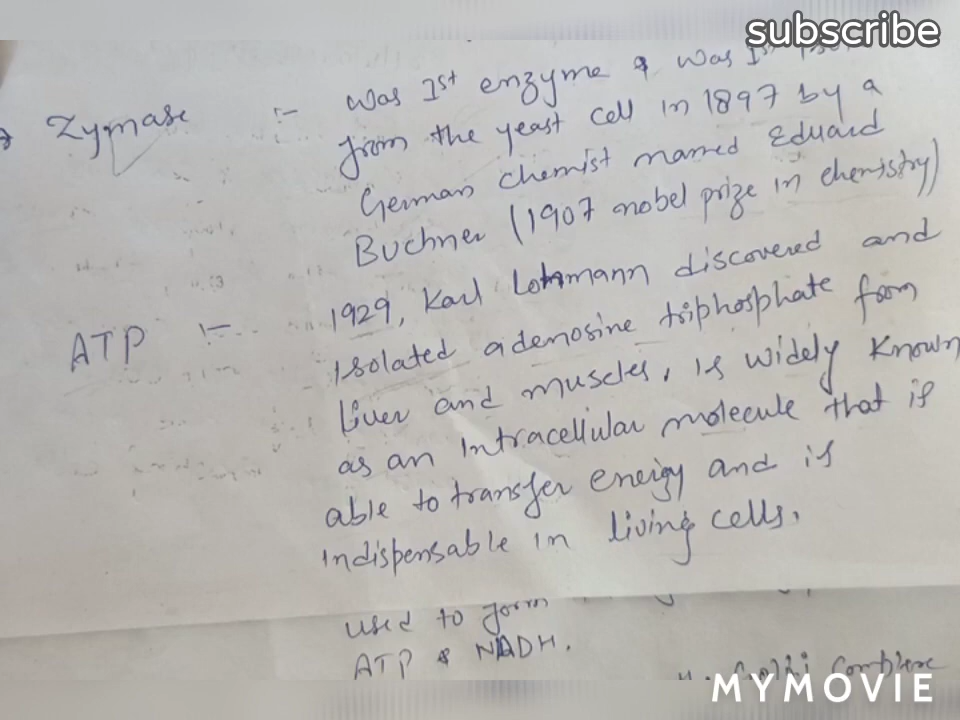 subscribe
Zymase :- Was 1st enzyme & was 1st
from the yeast cell in 1897 by a
German chemist named Eduard
Buchner (1907 nobel prize in chemistry)
ATP :- 1929, Karl Lohmann discovered and
isolated adenosine triphosphate from
liver and muscles, is widely known
as an intracellular molecule that is
able to transfer energy and is
indispensable in living cells.
used to form
ATP & NADH.
Golgi Complex
MYMOVIE